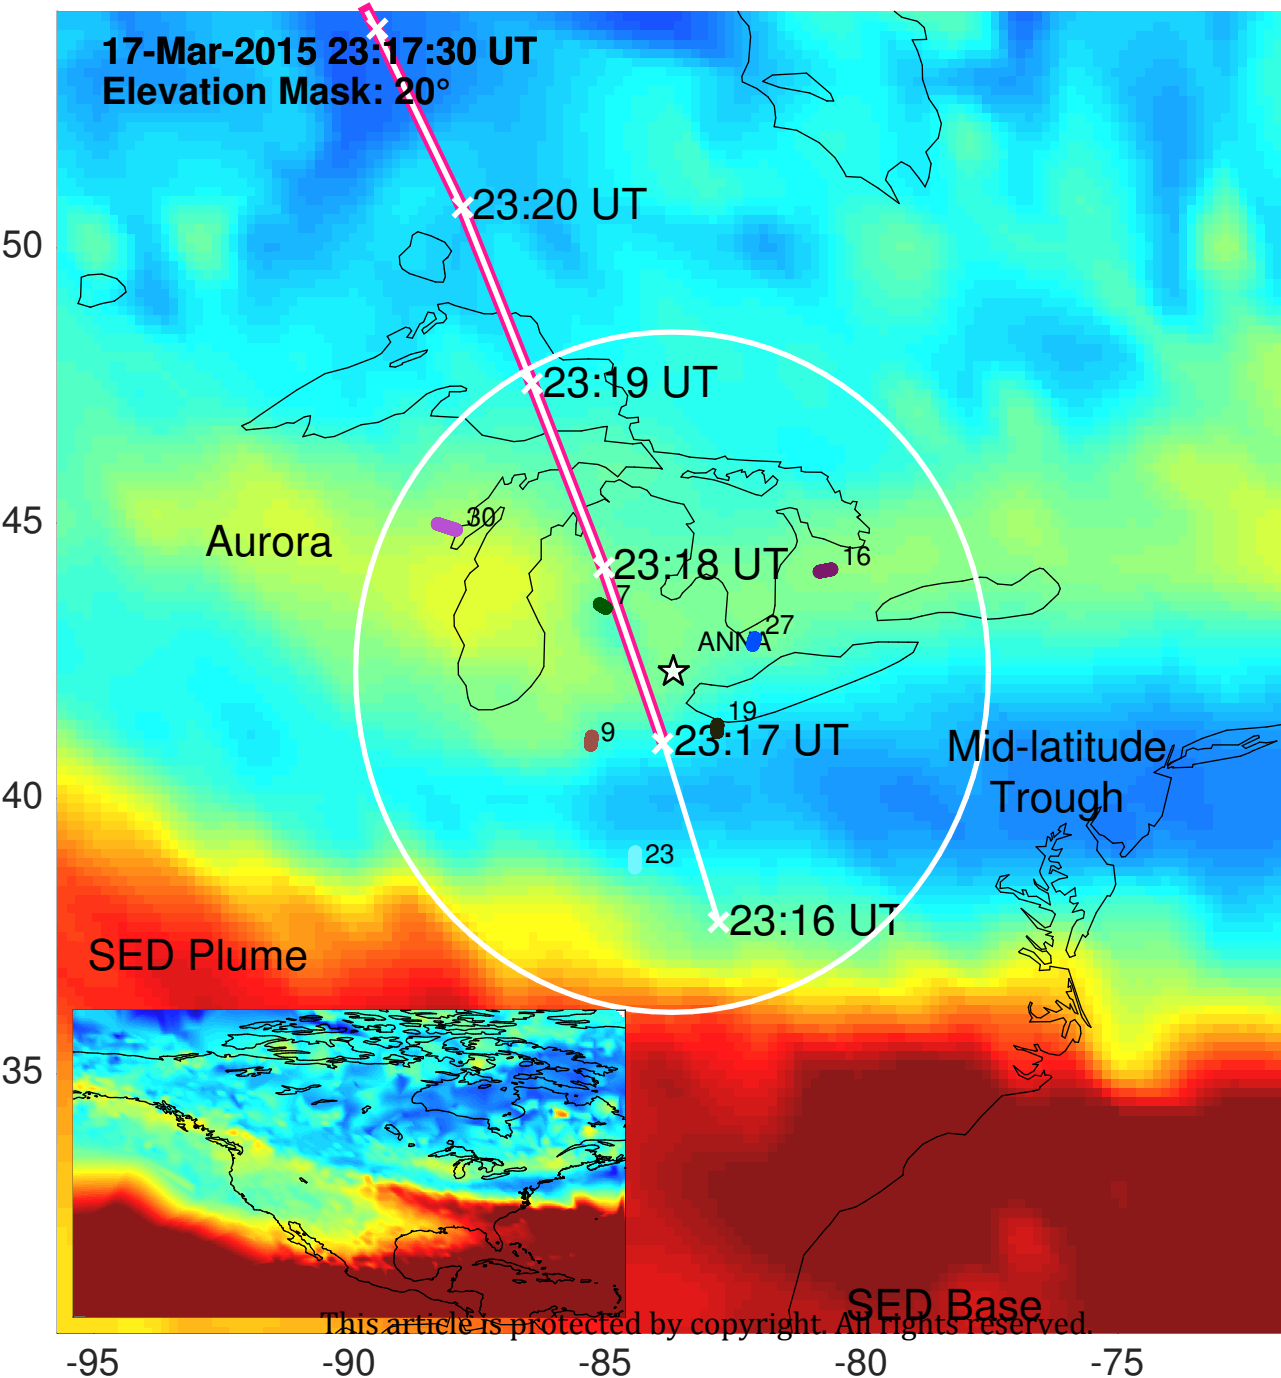 17-Mar-2015 23:17:30 UT
Elevation Mask: 20°
23:20 UT
50
23:19 UT
45
30
Aurora
16
23:18 UT
7
27
ANNA
19
9
23:17 UT
Mid-latitude
Trough
40
23
23:16 UT
SED Plume
35
SED Base
This article is protected by copyright. All rights reserved.
-95 -90 -85 -80 -75